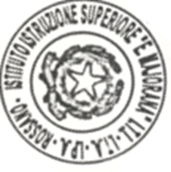 ISTITUTO ISTRUZIONE SUPERIORE "E. MAJORANA" I.T.I. - I.T.A. - I.P.A. - ROSSANO -